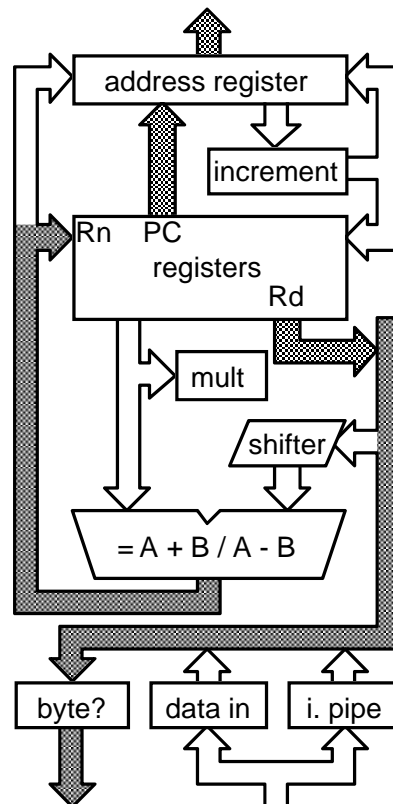 address register
increment
Rn PC
registers
Rd
mult
shifter
= A + B / A - B
byte? data in i. pipe